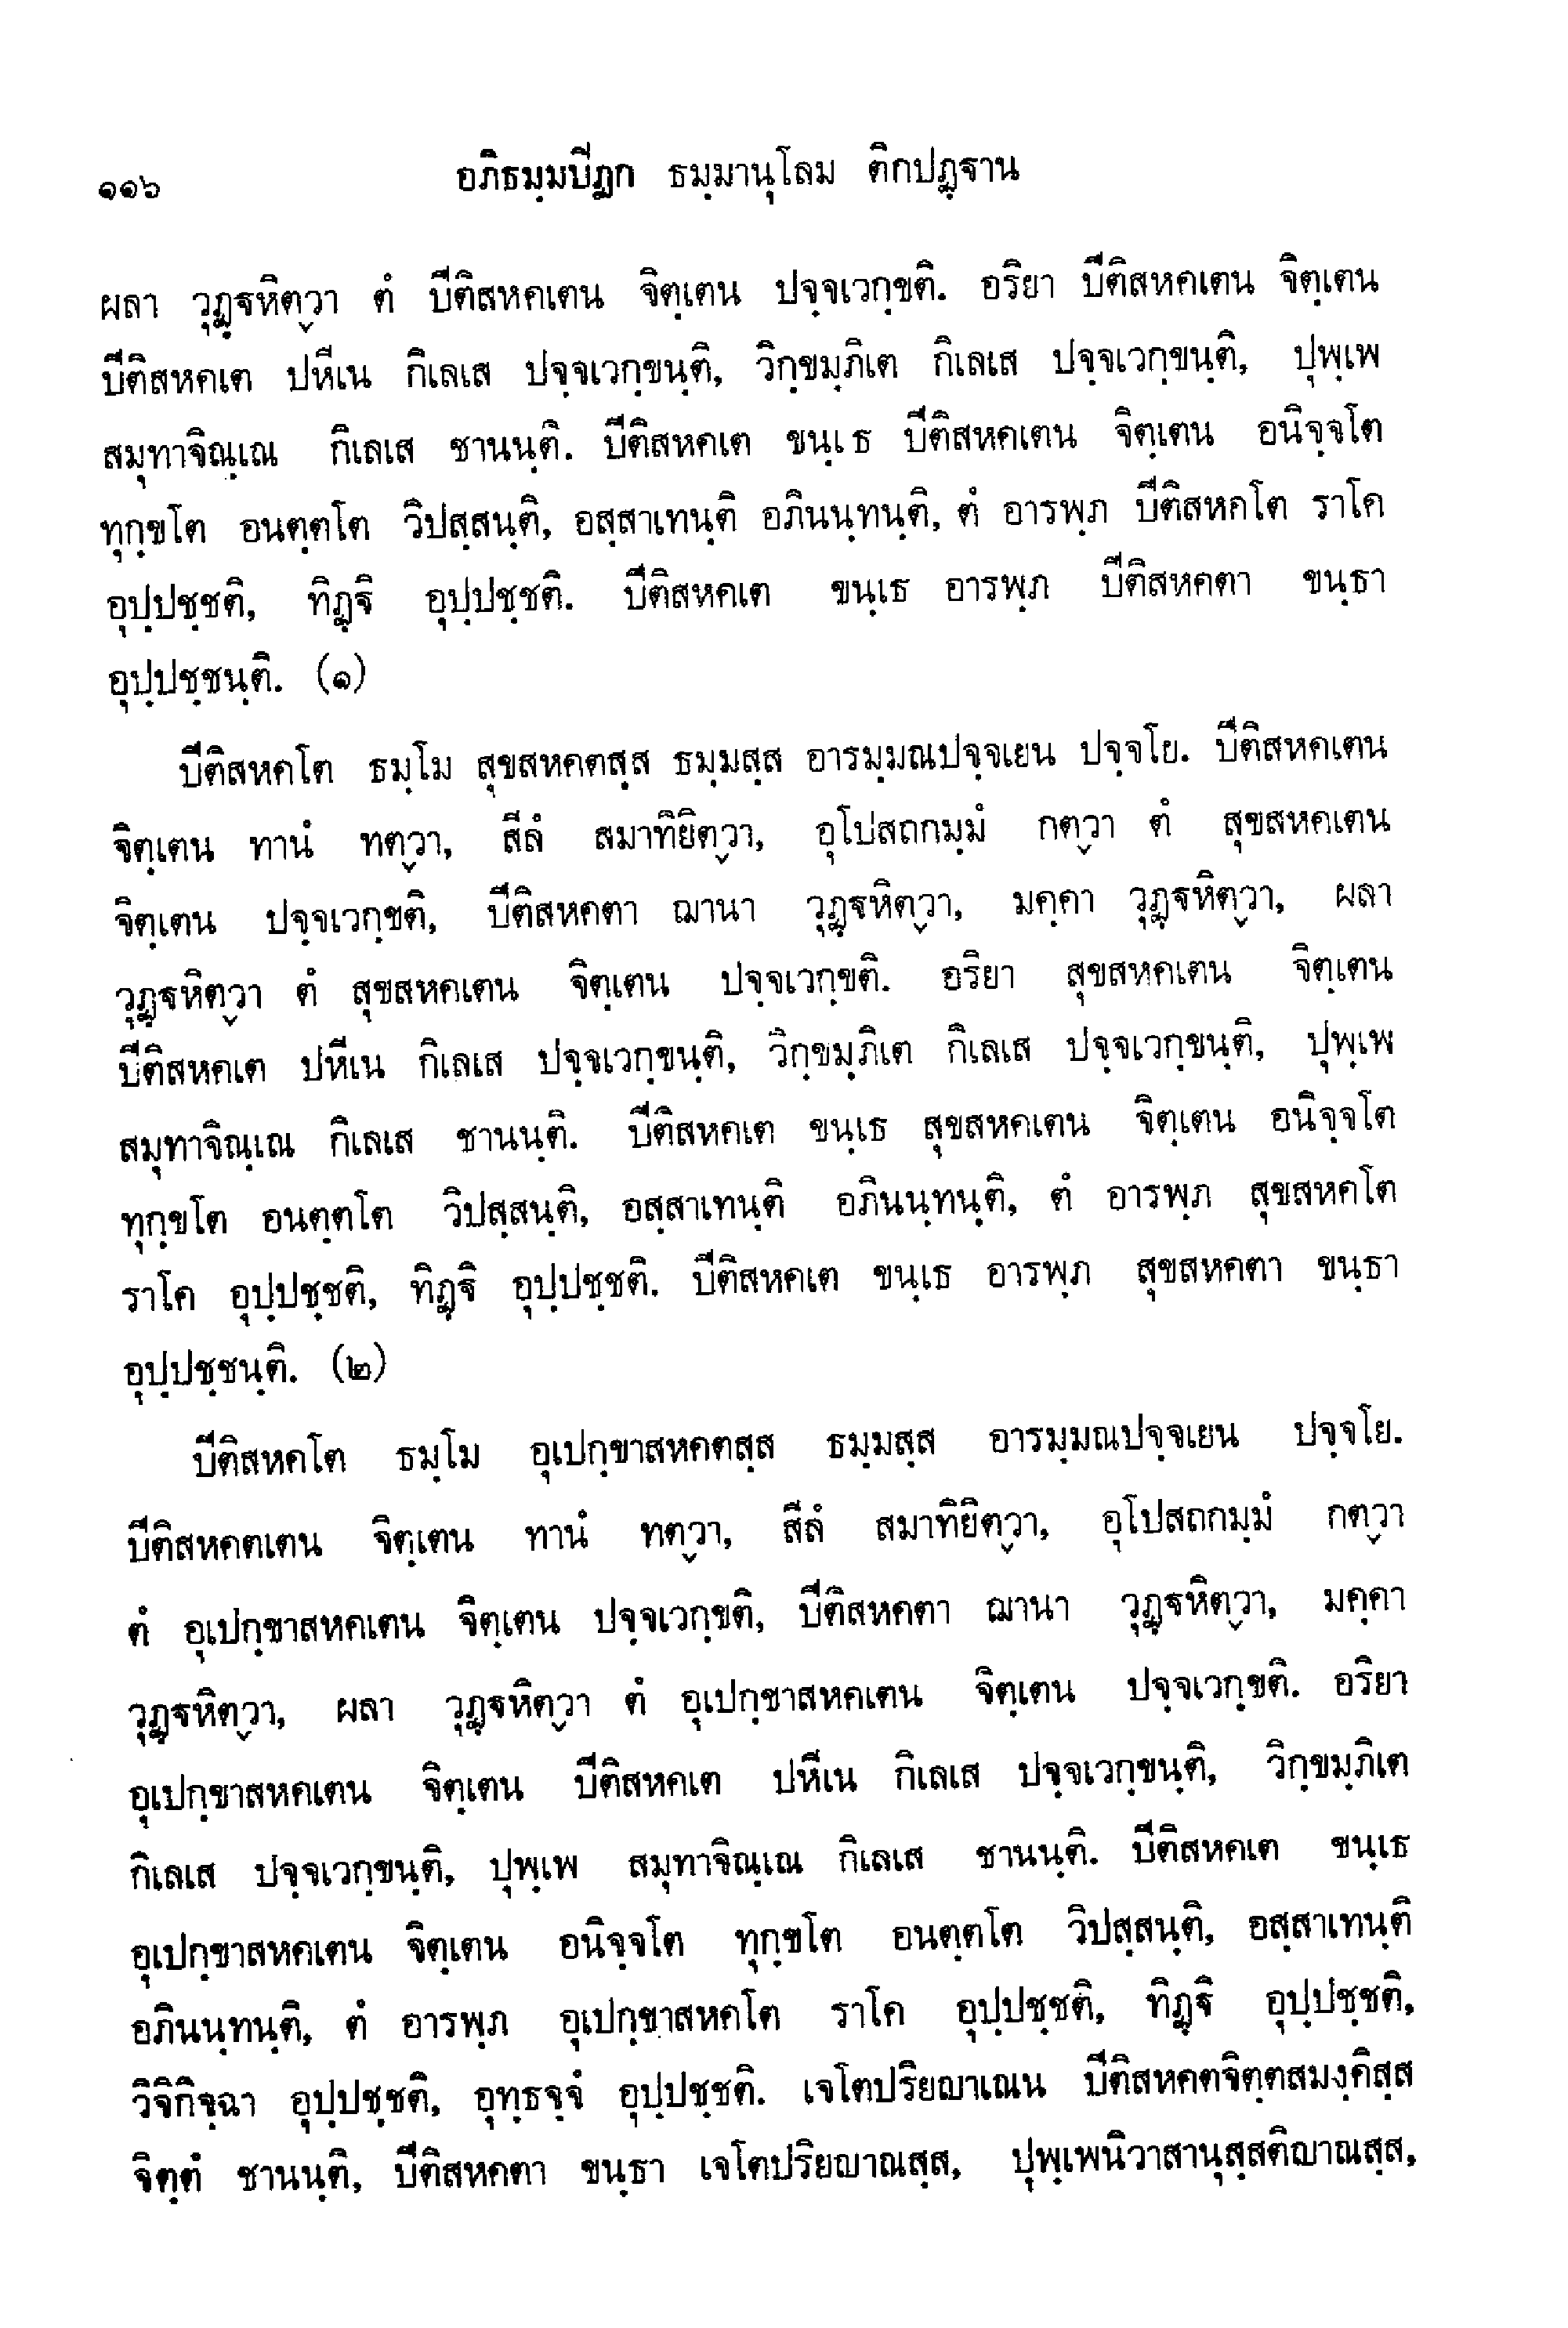 ๑๑๖ อภิธมฺมปีฏก ธมฺมานุโลม ติกปฏฺฐาน
ผลา วุฏฺฐหิตฺวา ตํ ปีติสหคเตน จิตฺเตน ปจฺจเวกฺขติ. อริยา ปีติสหคเตน จิตฺเตน
ปีติสหคเต ปหีเน กิเลเส ปจฺจเวกฺขนฺติ, วิกฺขมฺภิเต กิเลเส ปจฺจเวกฺขนฺติ, ปุพฺเพ
สมุทาจิณฺเณ กิเลเส ชานนฺติ. ปีติสหคเต ขนฺเธ ปีติสหคเตน จิตฺเตน อนิจฺจโต
ทุกฺขโต อนตฺตโต วิปสฺสนฺติ, อสฺสาเทนฺติ อภินนฺทนฺติ, ตํ อารพฺภ ปีติสหคโต ราโค
อุปฺปชฺชติ, ทิฏฺฐิ อุปฺปชฺชติ. ปีติสหคเต ขนฺเธ อารพฺภ ปีติสหคตา ขนฺธา
อุปฺปชฺชนฺติ. (๑)
ปีติสหคโต ธมฺโม สุขสหคตสฺส ธมฺมสฺส อารมฺมณปจฺจเยน ปจฺจโย. ปีติสหคเตน
จิตฺเตน ทานํ ทตฺวา, สีลํ สมาทิยิตฺวา, อุโปสถกมฺมํ กตฺวา ตํ สุขสหคเตน
จิตฺเตน ปจฺจเวกฺขติ, ปีติสหคตา ฌานา วุฏฺฐหิตฺวา, มคฺคา วุฏฺฐหิตฺวา, ผลา
วุฏฺฐหิตฺวา ตํ สุขสหคเตน จิตฺเตน ปจฺจเวกฺขติ. อริยา สุขสหคเตน จิตฺเตน
ปีติสหคเต ปหีเน กิเลเส ปจฺจเวกฺขนฺติ, วิกฺขมฺภิเต กิเลเส ปจฺจเวกฺขนฺติ, ปุพฺเพ
สมุทาจิณฺเณ กิเลเส ชานนฺติ. ปีติสหคเต ขนฺเธ สุขสหคเตน จิตฺเตน อนิจฺจโต
ทุกฺขโต อนตฺตโต วิปสฺสนฺติ, อสฺสาเทนฺติ อภินนฺทนฺติ, ตํ อารพฺภ สุขสหคโต
ราโค อุปฺปชฺชติ, ทิฏฺฐิ อุปฺปชฺชติ. ปีติสหคเต ขนฺเธ อารพฺภ สุขสหคตา ขนฺธา
อุปฺปชฺชนฺติ. (๒)
ปีติสหคโต ธมฺโม อุเปกฺขาสหคตสฺส ธมฺมสฺส อารมฺมณปจฺจเยน ปจฺจโย.
ปีติสหคตเตน จิตฺเตน ทานํ ทตฺวา, สีลํ สมาทิยิตฺวา, อุโปสถกมฺมํ กตฺวา
ตํ อุเปกฺขาสหคเตน จิตฺเตน ปจฺจเวกฺขติ, ปีติสหคตา ฌานา วุฏฺฐหิตฺวา, มคฺคา
วุฏฺฐหิตฺวา, ผลา วุฏฺฐหิตฺวา ตํ อุเปกฺขาสหคเตน จิตฺเตน ปจฺจเวกฺขติ. อริยา
อุเปกฺขาสหคเตน จิตฺเตน ปีติสหคเต ปหีเน กิเลเส ปจฺจเวกฺขนฺติ, วิกฺขมฺภิเต
กิเลเส ปจฺจเวกฺขนฺติ, ปุพฺเพ สมุทาจิณฺเณ กิเลเส ชานนฺติ. ปีติสหคเต ขนฺเธ
อุเปกฺขาสหคเตน จิตฺเตน อนิจฺจโต ทุกฺขโต อนตฺตโต วิปสฺสนฺติ, อสฺสาเทนฺติ
อภินนฺทนฺติ, ตํ อารพฺภ อุเปกฺขาสหคโต ราโค อุปฺปชฺชติ, ทิฏฺฐิ อุปฺปชฺชติ,
วิจิกิจฺฉา อุปฺปชฺชติ, อุทฺธจฺจํ อุปฺปชฺชติ. เจโตปริยญาเณน ปีติสหคตจิตฺตสมงฺคิสฺส
จิตฺตํ ชานนฺติ, ปีติสหคตา ขนฺธา เจโตปริยญาณสฺส, ปุพฺเพนิวาสานุสฺสติญาณสฺส,